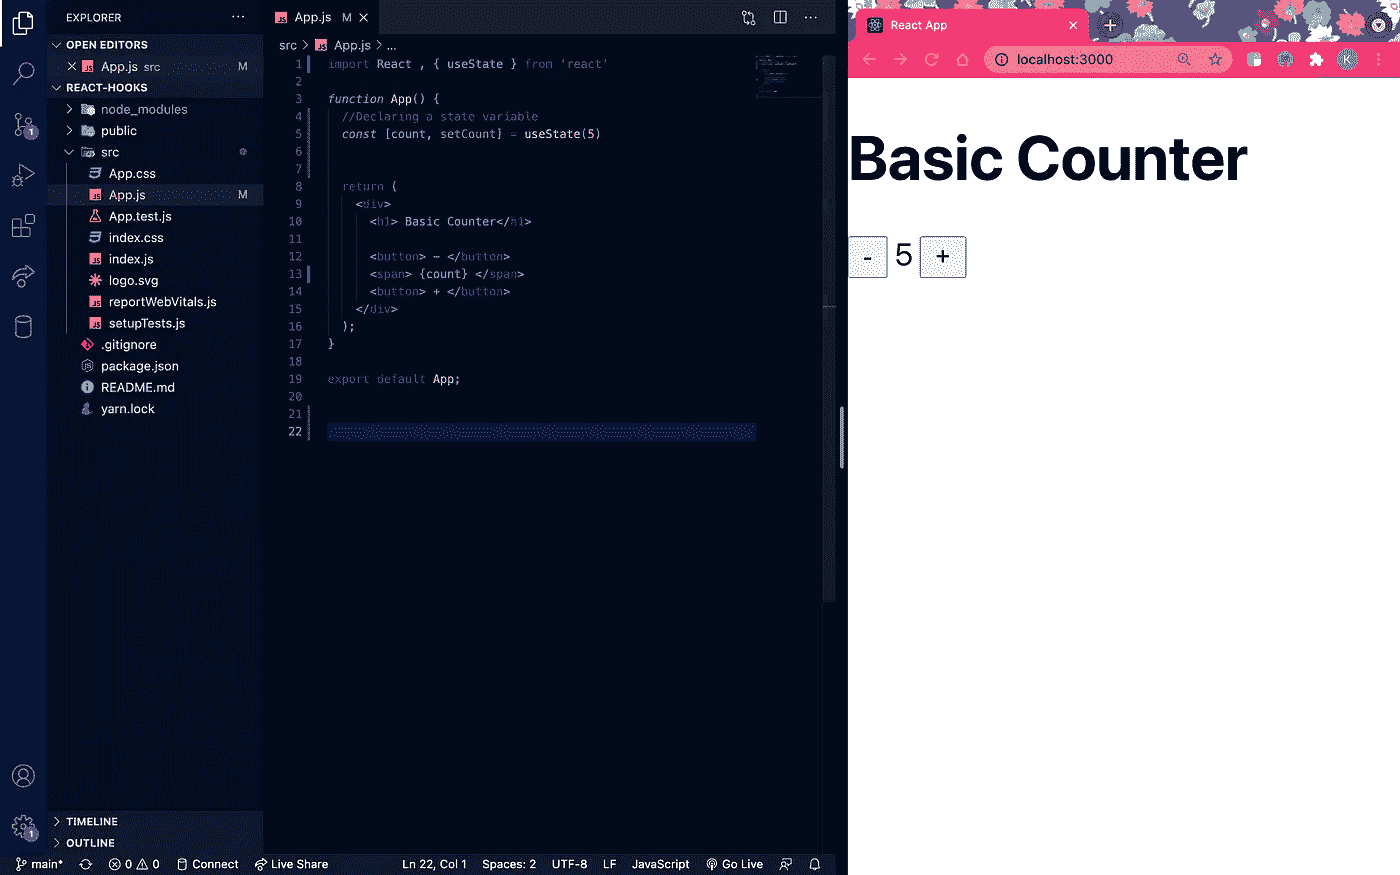 EXPLORER
OPEN EDITORS
App.js src M
REACT-HOOKS
node_modules
public
src
App.css
App.js M
App.test.js
index.css
index.js
logo.svg
reportWebVitals.js
setupTests.js
.gitignore
package.json
README.md
yarn.lock
TIMELINE
OUTLINE
1
1
App.js M
src > App.js > ...
1 import React , { useState } from 'react'
2
3 function App() {
4 //Declaring a state variable
5 const [count, setCount] = useState(5)
6
7
8 return (
9 <div>
10 <h1> Basic Counter</h1>
11
12 <button> - </button>
13 <span> {count} </span>
14 <button> + </button>
15 </div>
16 );
17 }
18
19 export default App;
20
21
22
main* 0 0 Connect Live Share Ln 22, Col 1 Spaces: 2 UTF-8 LF JavaScript Go Live
React App
localhost:3000
K
Basic Counter
- 5 +